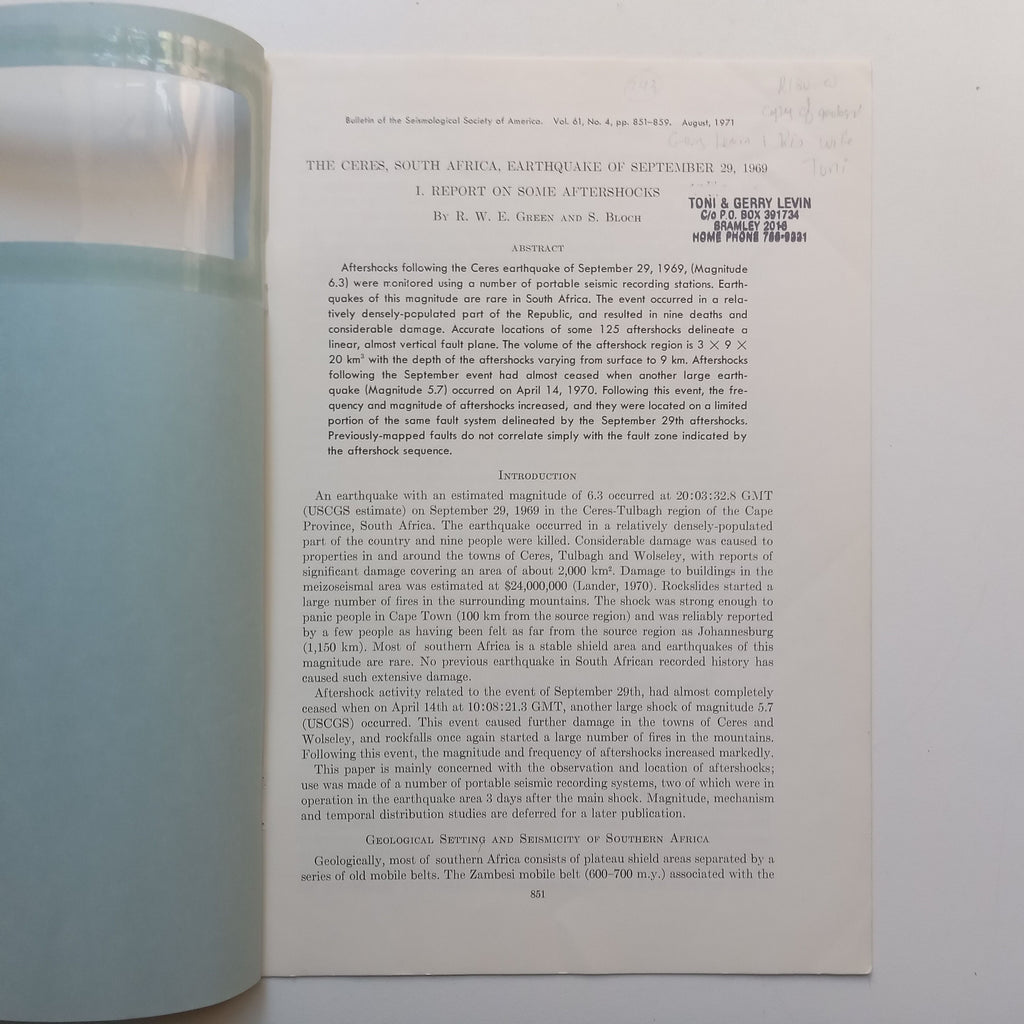 Bulletin of the Seismological Society of America. Vol. 61, No. 4, pp. 851–859. August, 1971
THE CERES, SOUTH AFRICA, EARTHQUAKE OF SEPTEMBER 29, 1969
I. REPORT ON SOME AFTERSHOCKS
By R. W. E. Green and S. Bloch
TONI & GERRY LEVIN
C/o P.O. BOX 391734
BRAMLEY 2018
HOME PHONE
ABSTRACT
Aftershocks following the Ceres earthquake of September 29, 1969, (Magnitude
6.3) were monitored using a number of portable seismic recording stations. Earth-
quakes of this magnitude are rare in South Africa. The event occurred in a rela-
tively densely-populated part of the Republic, and resulted in nine deaths and
considerable damage. Accurate locations of some 125 aftershocks delineate a
linear, almost vertical fault plane. The volume of the aftershock region is 3 × 9 ×
20 km³ with the depth of the aftershocks varying from surface to 9 km. Aftershocks
following the September event had almost ceased when another large earth-
quake (Magnitude 5.7) occurred on April 14, 1970. Following this event, the fre-
quency and magnitude of aftershocks increased, and they were located on a limited
portion of the same fault system delineated by the September 29th aftershocks.
Previously-mapped faults do not correlate simply with the fault zone indicated by
the aftershock sequence.
Introduction
An earthquake with an estimated magnitude of 6.3 occurred at 20:03:32.8 GMT
(USCGS estimate) on September 29, 1969 in the Ceres-Tulbagh region of the Cape
Province, South Africa. The earthquake occurred in a relatively densely-populated
part of the country and nine people were killed. Considerable damage was caused to
properties in and around the towns of Ceres, Tulbagh and Wolseley, with reports of
significant damage covering an area of about 2,000 km². Damage to buildings in the
meizoseismal area was estimated at $24,000,000 (Lander, 1970). Rockslides started a
large number of fires in the surrounding mountains. The shock was strong enough to
panic people in Cape Town (100 km from the source region) and was reliably reported
by a few people as having been felt as far from the source region as Johannesburg
(1,150 km). Most of southern Africa is a stable shield area and earthquakes of this
magnitude are rare. No previous earthquake in South African recorded history has
caused such extensive damage.
Aftershock activity related to the event of September 29th, had almost completely
ceased when on April 14th at 10:08:21.3 GMT, another large shock of magnitude 5.7
(USCGS) occurred. This event caused further damage in the towns of Ceres and
Wolseley, and rockfalls once again started a large number of fires in the mountains.
Following this event, the magnitude and frequency of aftershocks increased markedly.
This paper is mainly concerned with the observation and location of aftershocks;
use was made of a number of portable seismic recording systems, two of which were in
operation in the earthquake area 3 days after the main shock. Magnitude, mechanism
and temporal distribution studies are deferred for a later publication.
Geological Setting and Seismicity of Southern Africa
Geologically, most of southern Africa consists of plateau shield areas separated by a
series of old mobile belts. The Zambesi mobile belt (600–700 m.y.) associated with the
851